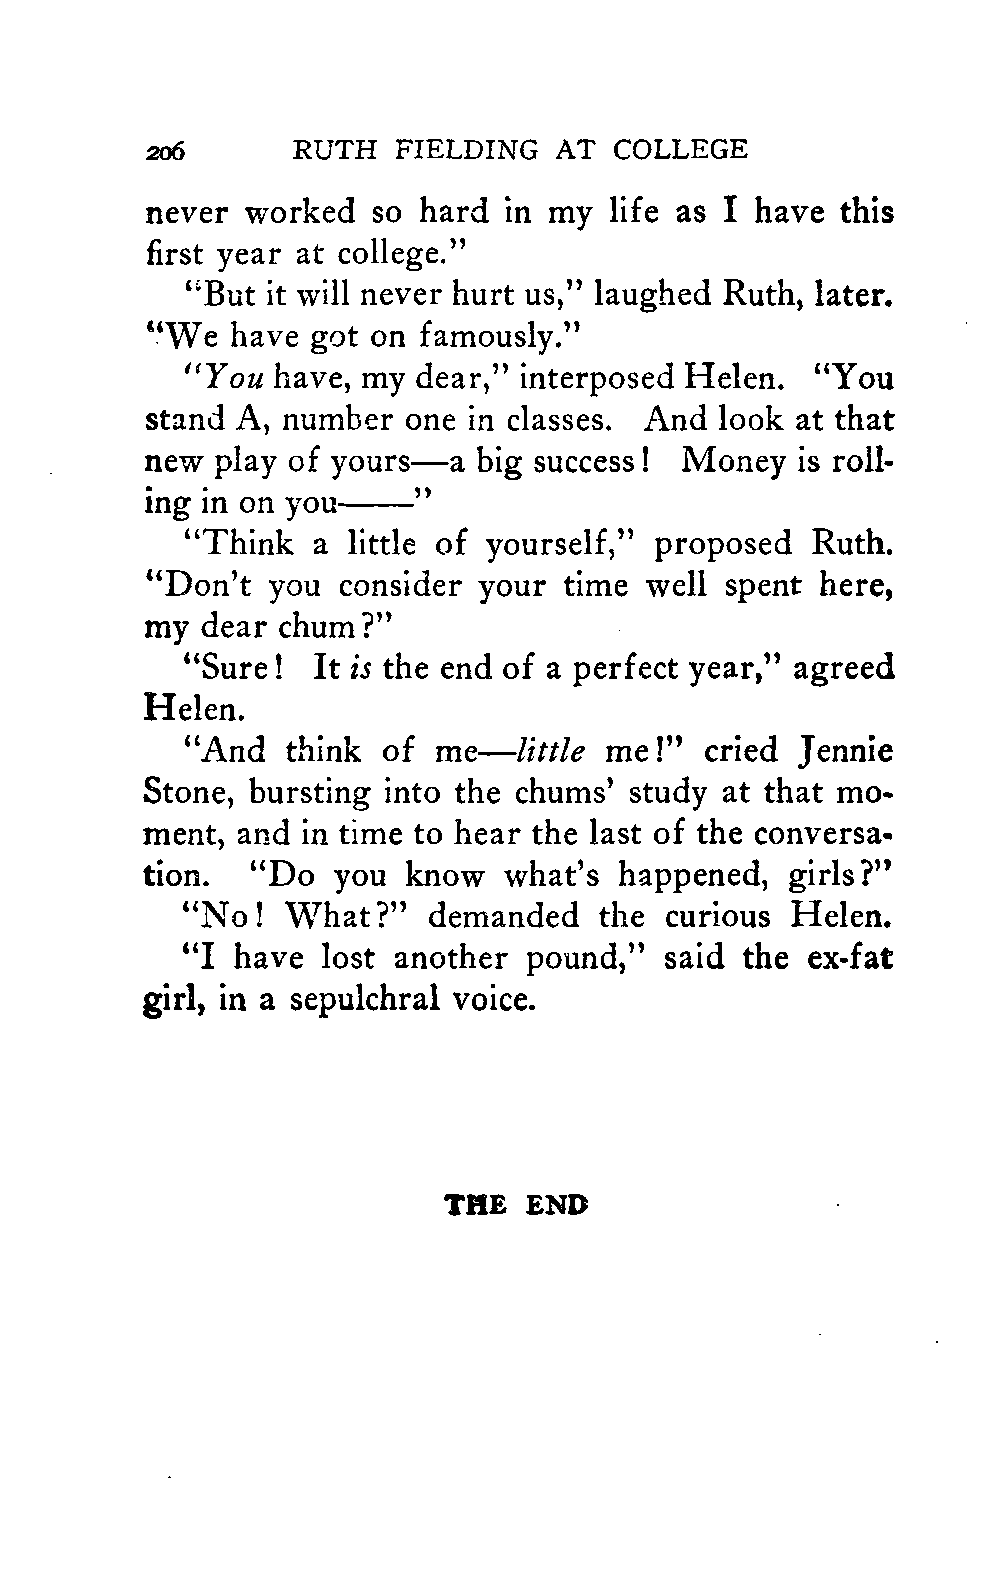 206 RUTH FIELDING AT COLLEGE
never worked so hard in my life as I have this
first year at college."
"But it will never hurt us," laughed Ruth, later.
"We have got on famously."
"You have, my dear," interposed Helen. "You
stand A, number one in classes. And look at that
new play of yours—a big success! Money is roll-
ing in on you——"
"Think a little of yourself," proposed Ruth.
"Don't you consider your time well spent here,
my dear chum?"
"Sure! It is the end of a perfect year," agreed
Helen.
"And think of me—little me!" cried Jennie
Stone, bursting into the chums' study at that mo-
ment, and in time to hear the last of the conversa-
tion. "Do you know what's happened, girls?"
"No! What?" demanded the curious Helen.
"I have lost another pound," said the ex-fat
girl, in a sepulchral voice.
THE END